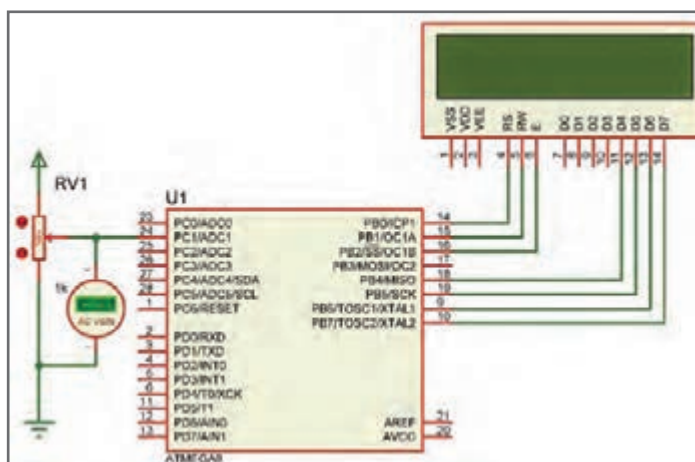 VSS
VDD
VEE
RS
RW
E
D0
D1
D2
D3
D4
D5
D6
D7
1
2
3
4
5
6
7
8
9
10
11
12
13
14
RV1
1k
U1
23 PC0/ADC0
24 PC1/ADC1
25 PC2/ADC2
26 PC3/ADC3
27 PC4/ADC4/SDA
28 PC5/ADC5/SCL
1 PC6/RESET
2 PD0/RXD
3 PD1/TXD
4 PD2/INT0
5 PD3/INT1
6 PD4/T0/XCK
11 PD5/T1
12 PD6/AIN0
13 PD7/AIN1
PB0/ICP1 14
PB1/OC1A 15
PB2/SS/OC1B 16
PB3/MOSI/OC2 17
PB4/MISO 18
PB5/SCK 19
PB6/TOSC1/XTAL1 9
PB7/TOSC2/XTAL2 10
AREF 21
AVCC 20
ATMEGA8